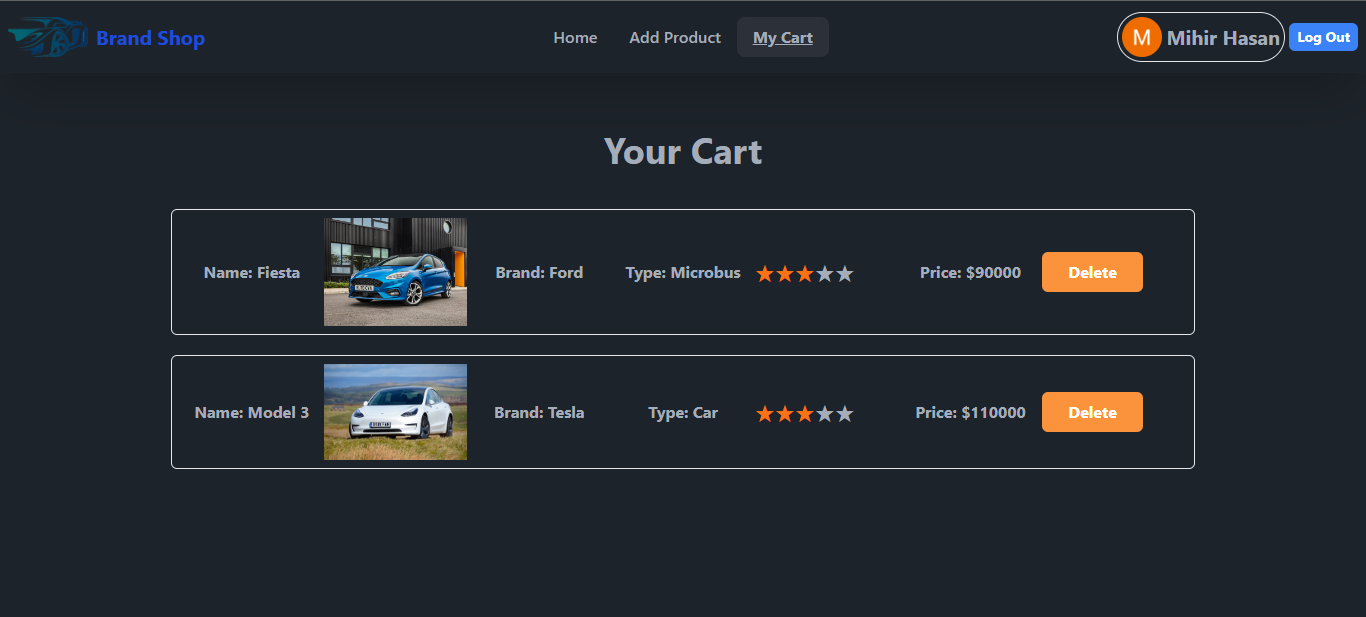 Brand Shop
Home
Add Product
My Cart
M
Mihir Hasan
Log Out
Your Cart
Name: Fiesta
Brand: Ford
Type: Microbus
Price: $90000
Delete
Name: Model 3
Brand: Tesla
Type: Car
Price: $110000
Delete